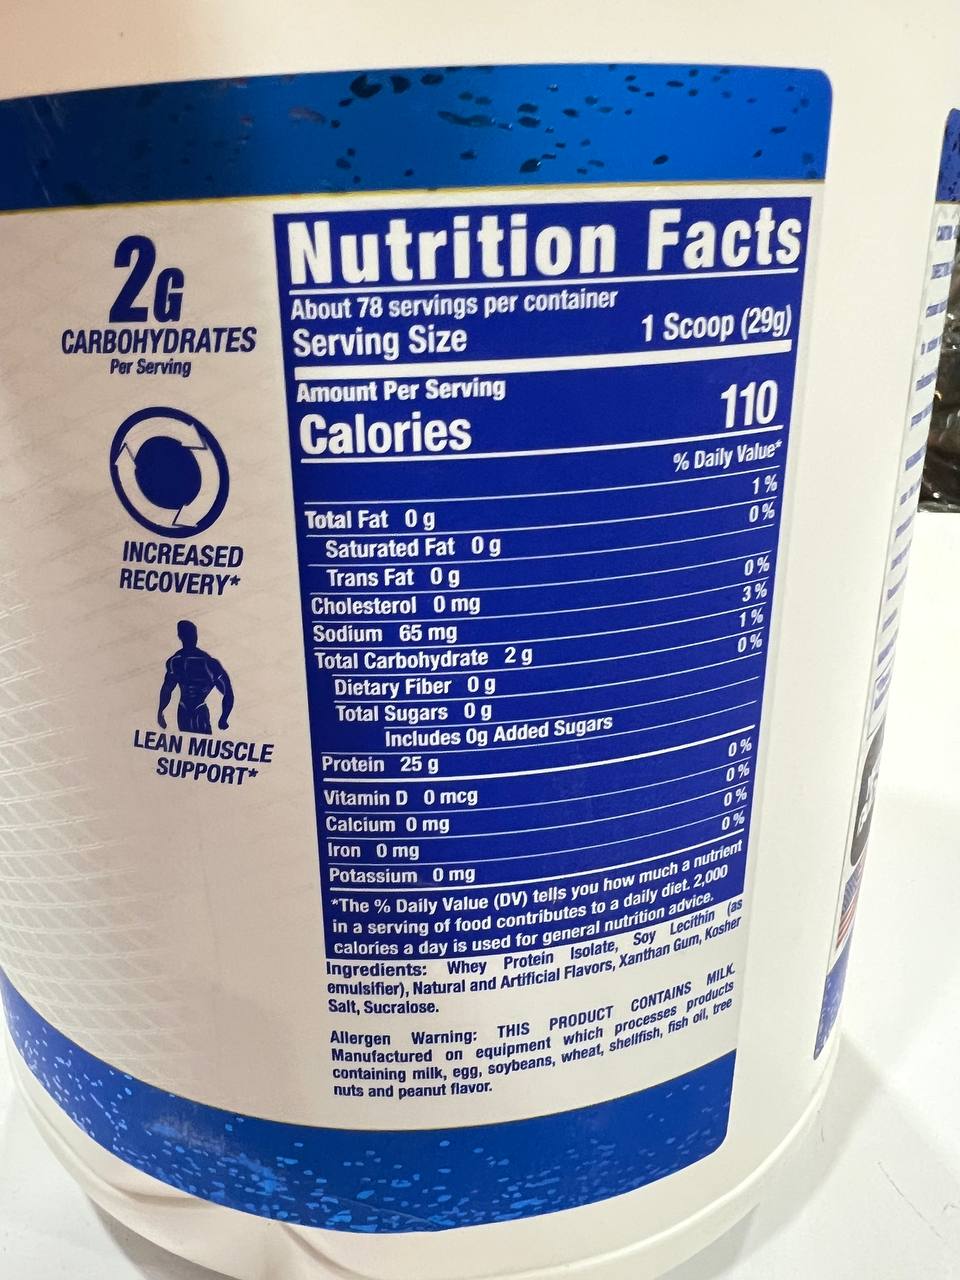 2G
CARBOHYDRATES
Per Serving
INCREASED
RECOVERY*
LEAN MUSCLE
SUPPORT*
Nutrition Facts
About 78 servings per container
Serving Size 1 Scoop (29g)
Amount Per Serving
Calories 110
% Daily Value*
Total Fat 0 g 1%
Saturated Fat 0 g 0%
Trans Fat 0 g
Cholesterol 0 mg 0%
Sodium 65 mg 3%
Total Carbohydrate 2 g 1%
Dietary Fiber 0 g 0%
Total Sugars 0 g
Includes 0g Added Sugars
Protein 25 g
Vitamin D 0 mcg 0%
Calcium 0 mg 0%
Iron 0 mg 0%
Potassium 0 mg 0%
*The % Daily Value (DV) tells you how much a nutrient
in a serving of food contributes to a daily diet. 2,000
calories a day is used for general nutrition advice.
Ingredients: Whey Protein Isolate, Soy Lecithin (as
emulsifier), Natural and Artificial Flavors, Xanthan Gum, Kosher
Salt, Sucralose.
Allergen Warning: THIS PRODUCT CONTAINS MILK.
Manufactured on equipment which processes products
containing milk, egg, soybeans, wheat, shellfish, fish oil, tree
nuts and peanut flavor.